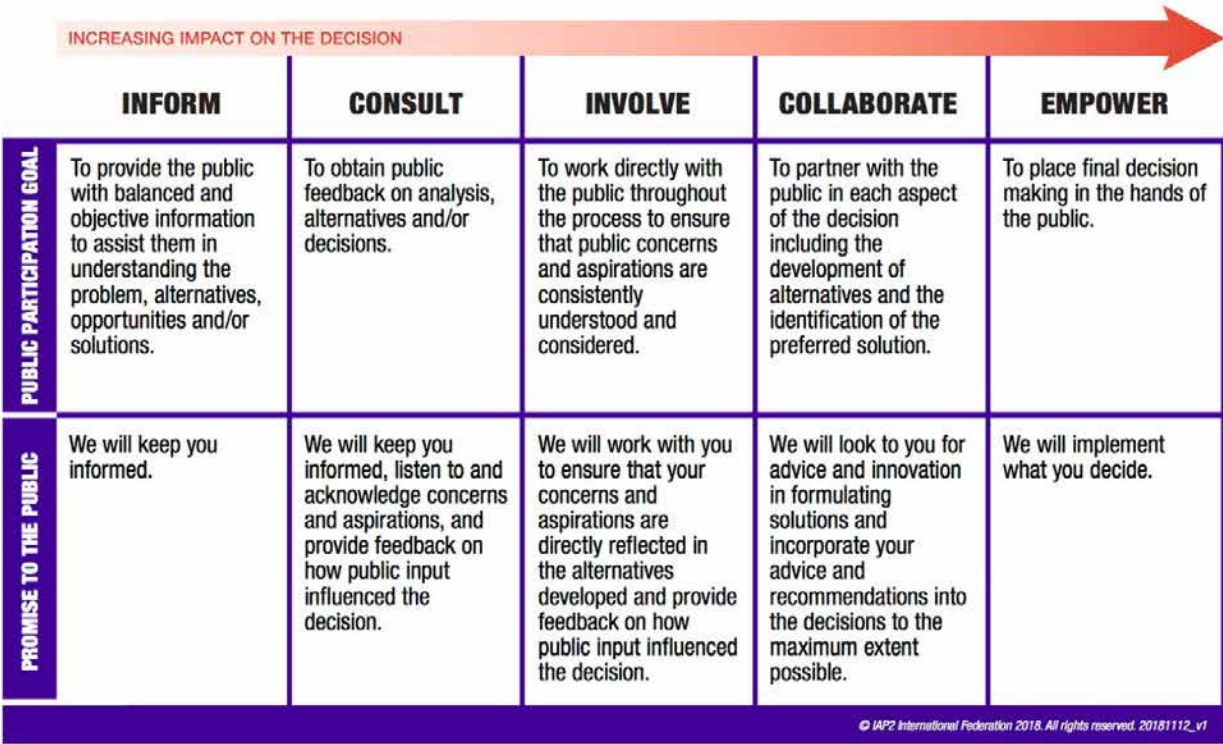 INCREASING IMPACT ON THE DECISION
INFORM
CONSULT
INVOLVE
COLLABORATE
EMPOWER
PUBLIC PARTICIPATION GOAL
To provide the public
with balanced and
objective information
to assist them in
understanding the
problem, alternatives,
opportunities and/or
solutions.
To obtain public
feedback on analysis,
alternatives and/or
decisions.
To work directly with
the public throughout
the process to ensure
that public concerns
and aspirations are
consistently
understood and
considered.
To partner with the
public in each aspect
of the decision
including the
development of
alternatives and the
identification of the
preferred solution.
To place final decision
making in the hands of
the public.
PROMISE TO THE PUBLIC
We will keep you
informed.
We will keep you
informed, listen to and
acknowledge concerns
and aspirations, and
provide feedback on
how public input
influenced the
decision.
We will work with you
to ensure that your
concerns and
aspirations are
directly reflected in
the alternatives
developed and provide
feedback on how
public input influenced
the decision.
We will look to you for
advice and innovation
in formulating
solutions and
incorporate your
advice and
recommendations into
the decisions to the
maximum extent
possible.
We will implement
what you decide.
© IAP2 International Federation 2018. All rights reserved. 20181112_v1